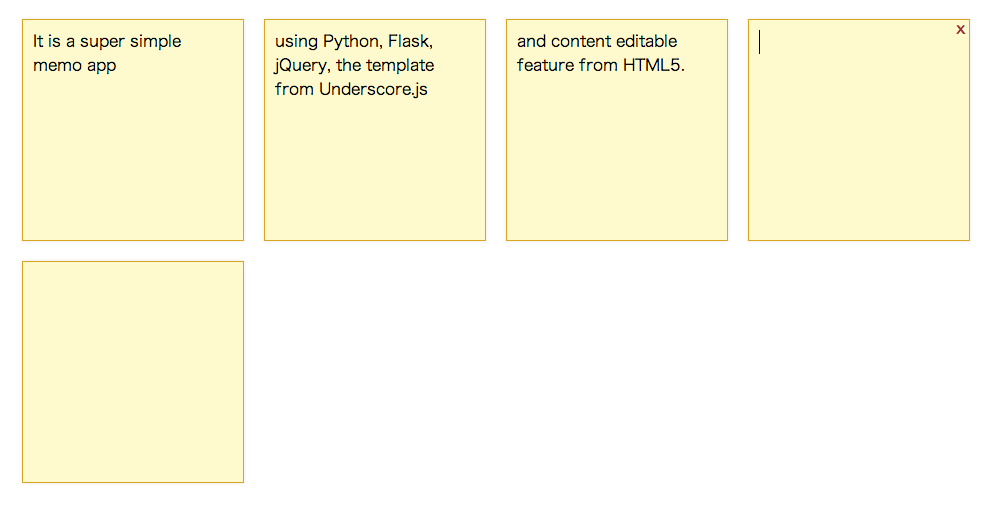 It is a super simple
memo app
using Python, Flask,
jQuery, the template
from Underscore.js
and content editable
feature from HTML5.
x